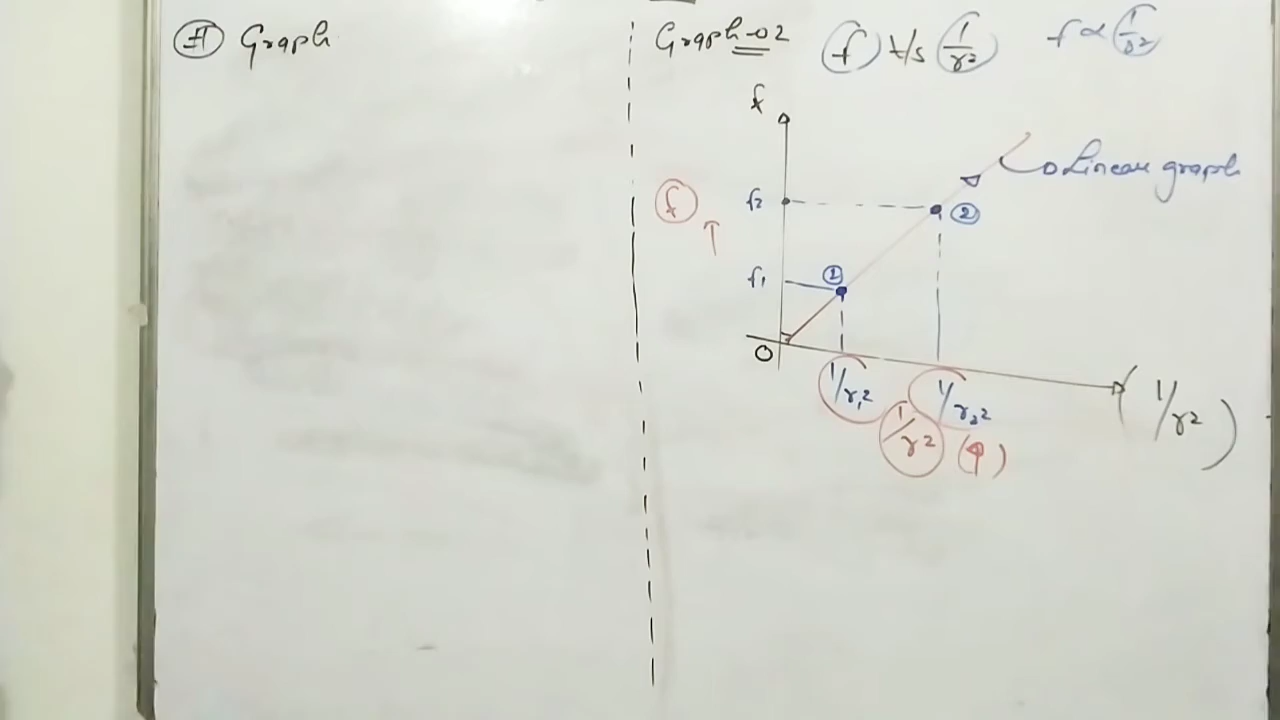 # Graph
Graph-02 f v/s 1/r² f ∝ 1/r²
f
Linear graph
f
f2
②
f1
①
O
1/r₁² 1/r₂² (1/r²)
1/r² (↑)